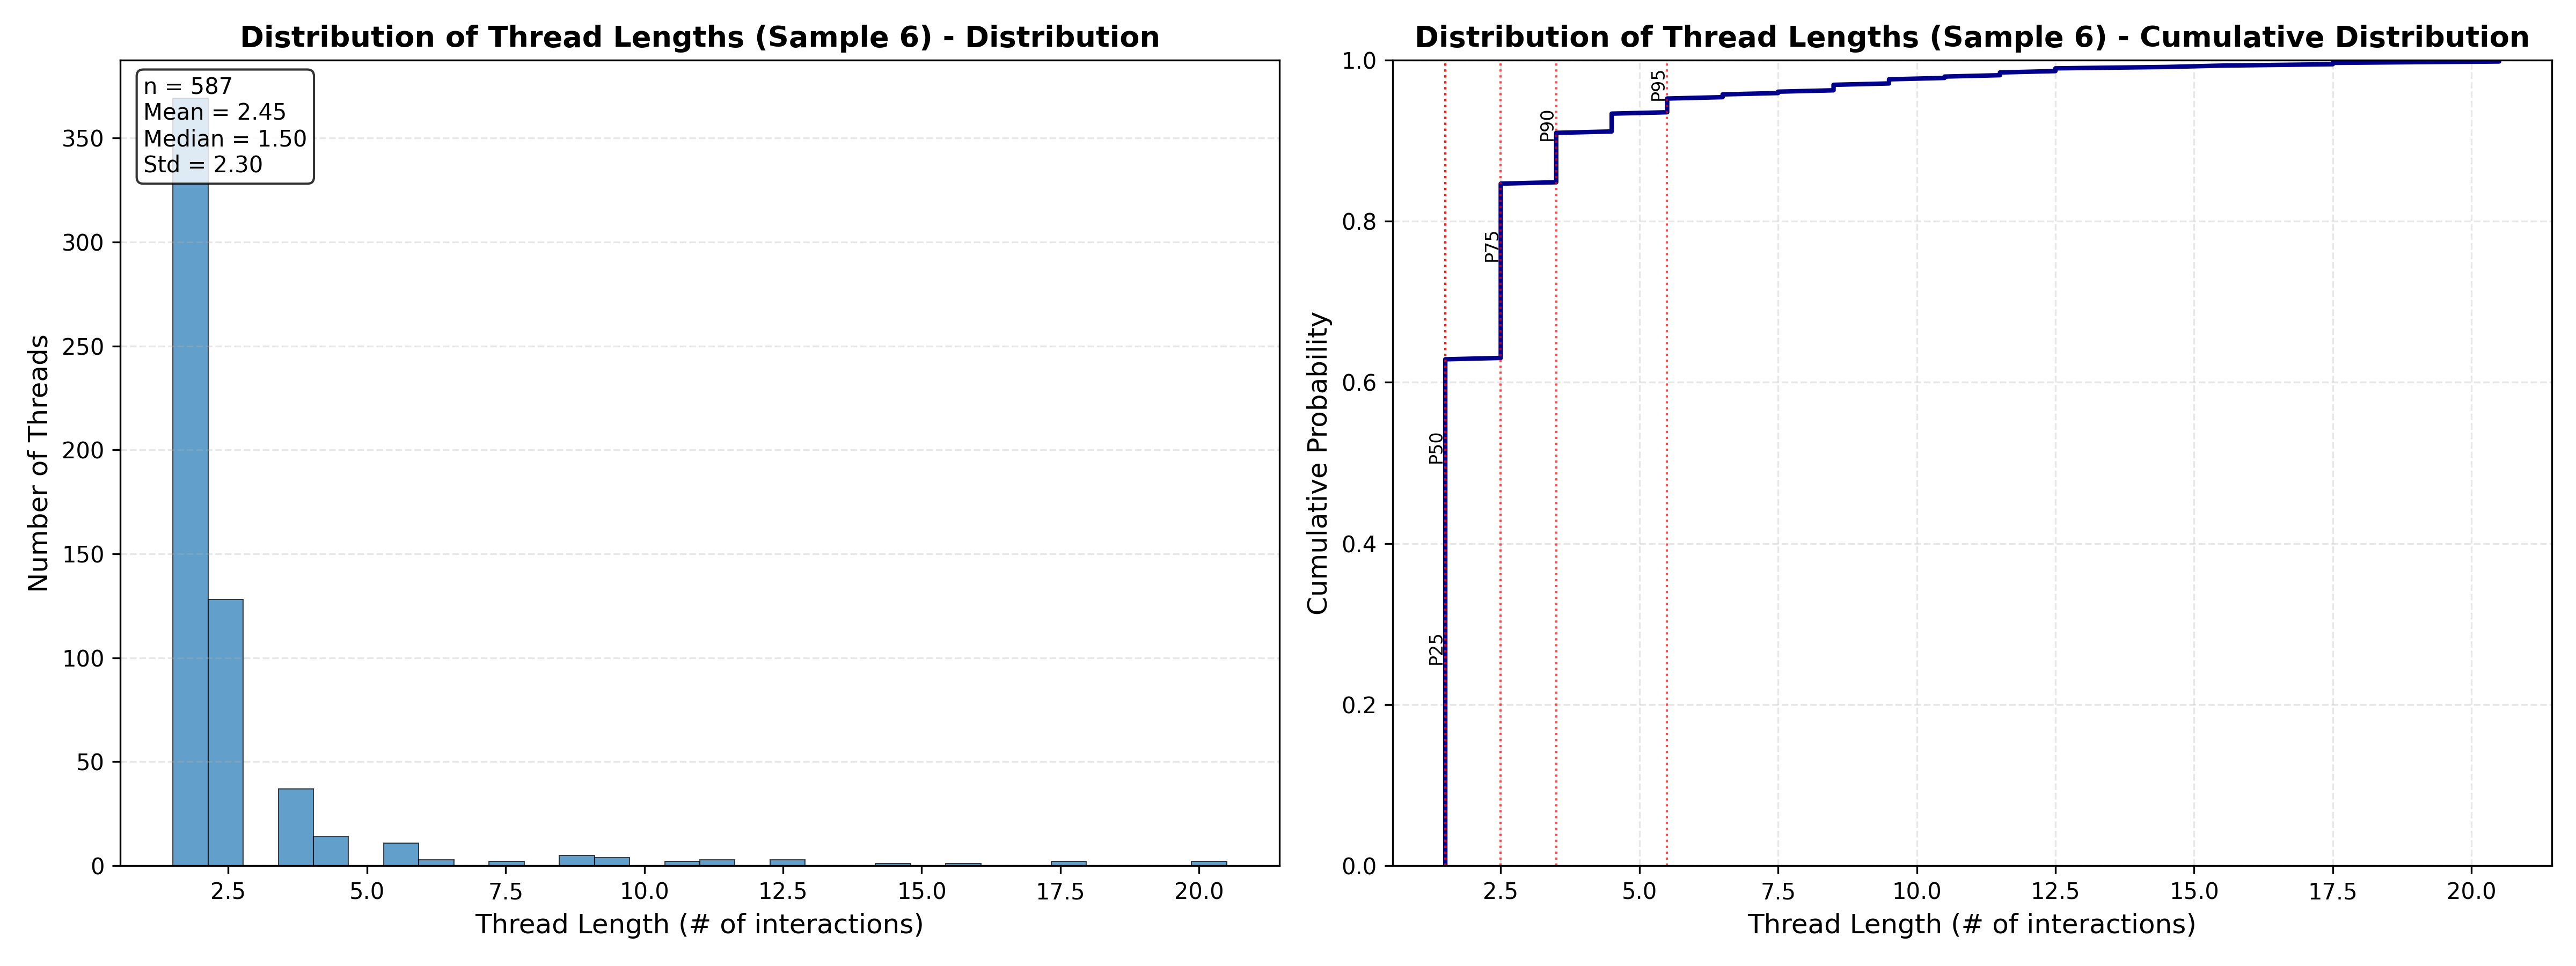 Distribution of Thread Lengths (Sample 6) - Distribution
n = 587
Mean = 2.45
Median = 1.50
Std = 2.30
Number of Threads
350
300
250
200
150
100
50
0
2.5 5.0 7.5 10.0 12.5 15.0 17.5 20.0
Thread Length (# of interactions)
Distribution of Thread Lengths (Sample 6) - Cumulative Distribution
Cumulative Probability
1.0
0.8
0.6
0.4
0.2
0.0
P25
P50
P75
P90
P95
2.5 5.0 7.5 10.0 12.5 15.0 17.5 20.0
Thread Length (# of interactions)